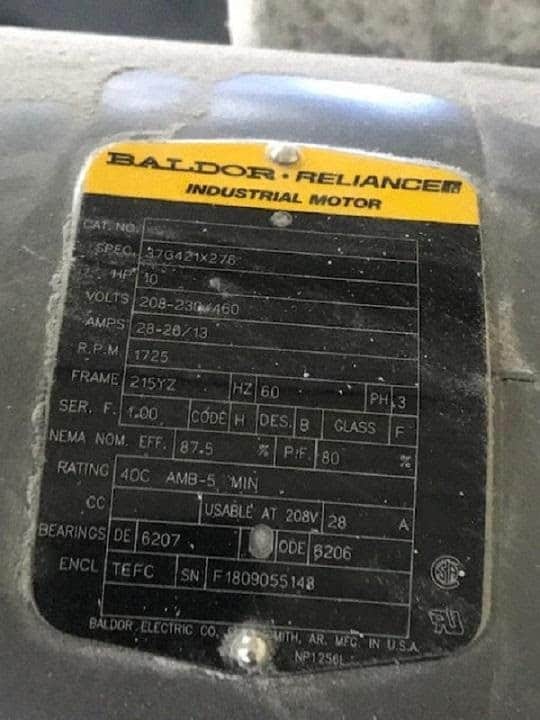 BALDOR • RELIANCER
INDUSTRIAL MOTOR
CAT. NO.
SPEC. 37G421X276
HP 10
VOLTS 208-230/460
AMPS 28-26/13
R.P.M. 1725
FRAME 215YZ HZ 60 PH 3
SER. F. 1.00 CODE H DES. B CLASS F
NEMA NOM. EFF. 87.5 % P.F. 80 %
RATING 40C AMB-5 MIN
CC USABLE AT 208V 28 A
BEARINGS DE 6207 ODE 6206
ENCL TEFC SN F1809055148
BALDOR ELECTRIC CO. SMITH, AR. MFG. IN U.S.A.
NP1256L